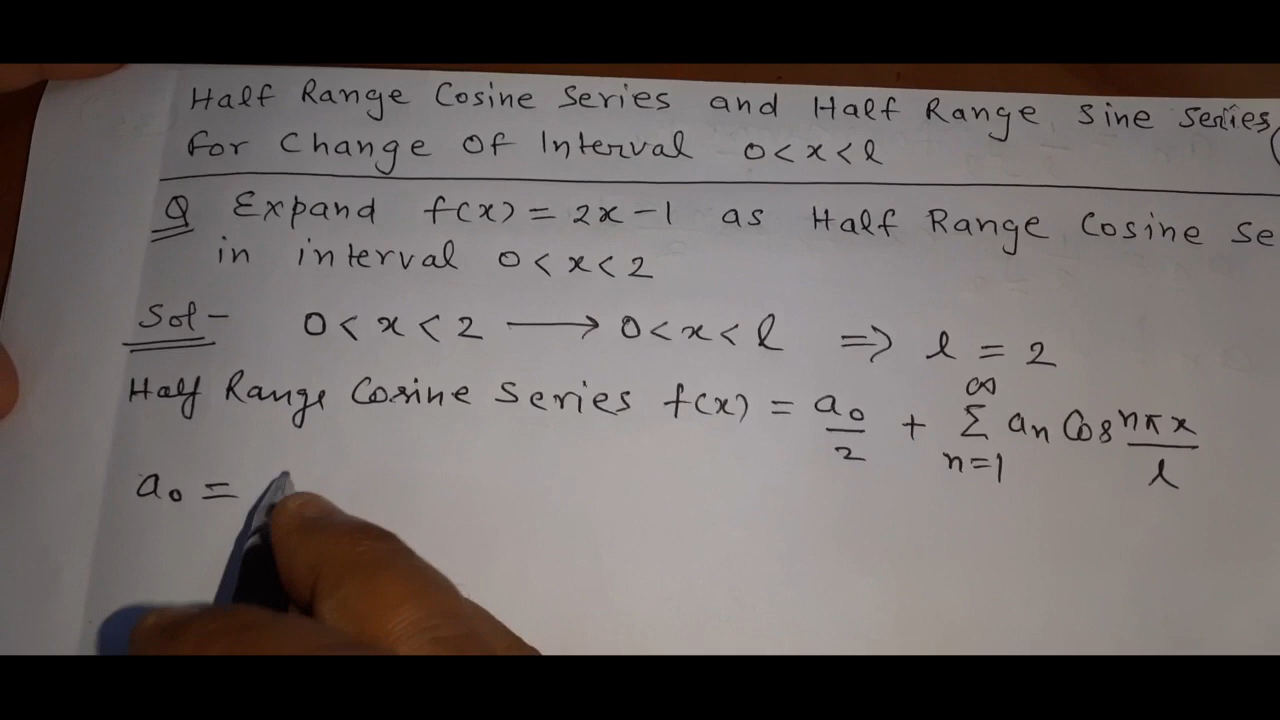 Half Range Cosine Series and Half Range Sine Series
For Change Of Interval 0<x<l
Q Expand f(x) = 2x-1 as Half Range Cosine Se
in interval 0<x<2
Sol- 0<x<2 ⟶ 0<x<l ⇒ l = 2
Half Range Cosine Series f(x) = a₀/2 + ∞Σn=1 an Cos nπx/l
a₀ =